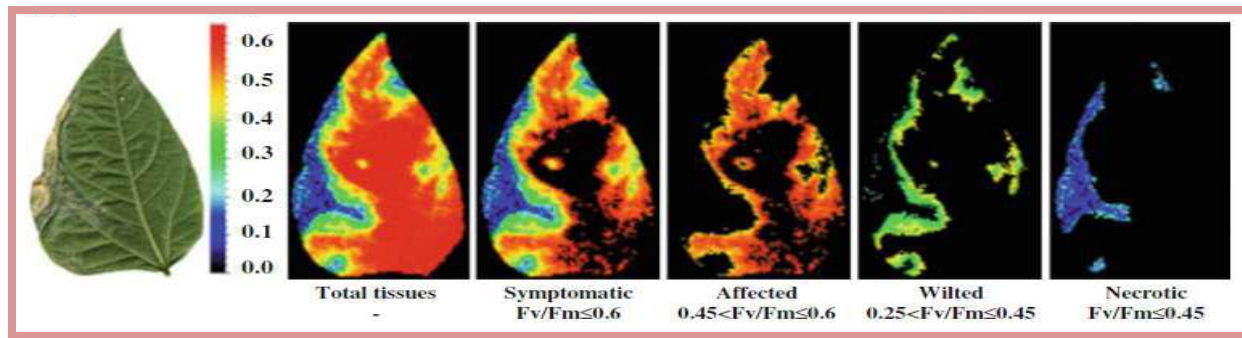 0.6
0.5
0.4
0.3
0.2
0.1
0.0
Total tissues
-
Symptomatic
Fv/Fm≤0.6
Affected
0.45<Fv/Fm≤0.6
Wilted
0.25<Fv/Fm≤0.45
Necrotic
Fv/Fm≤0.45